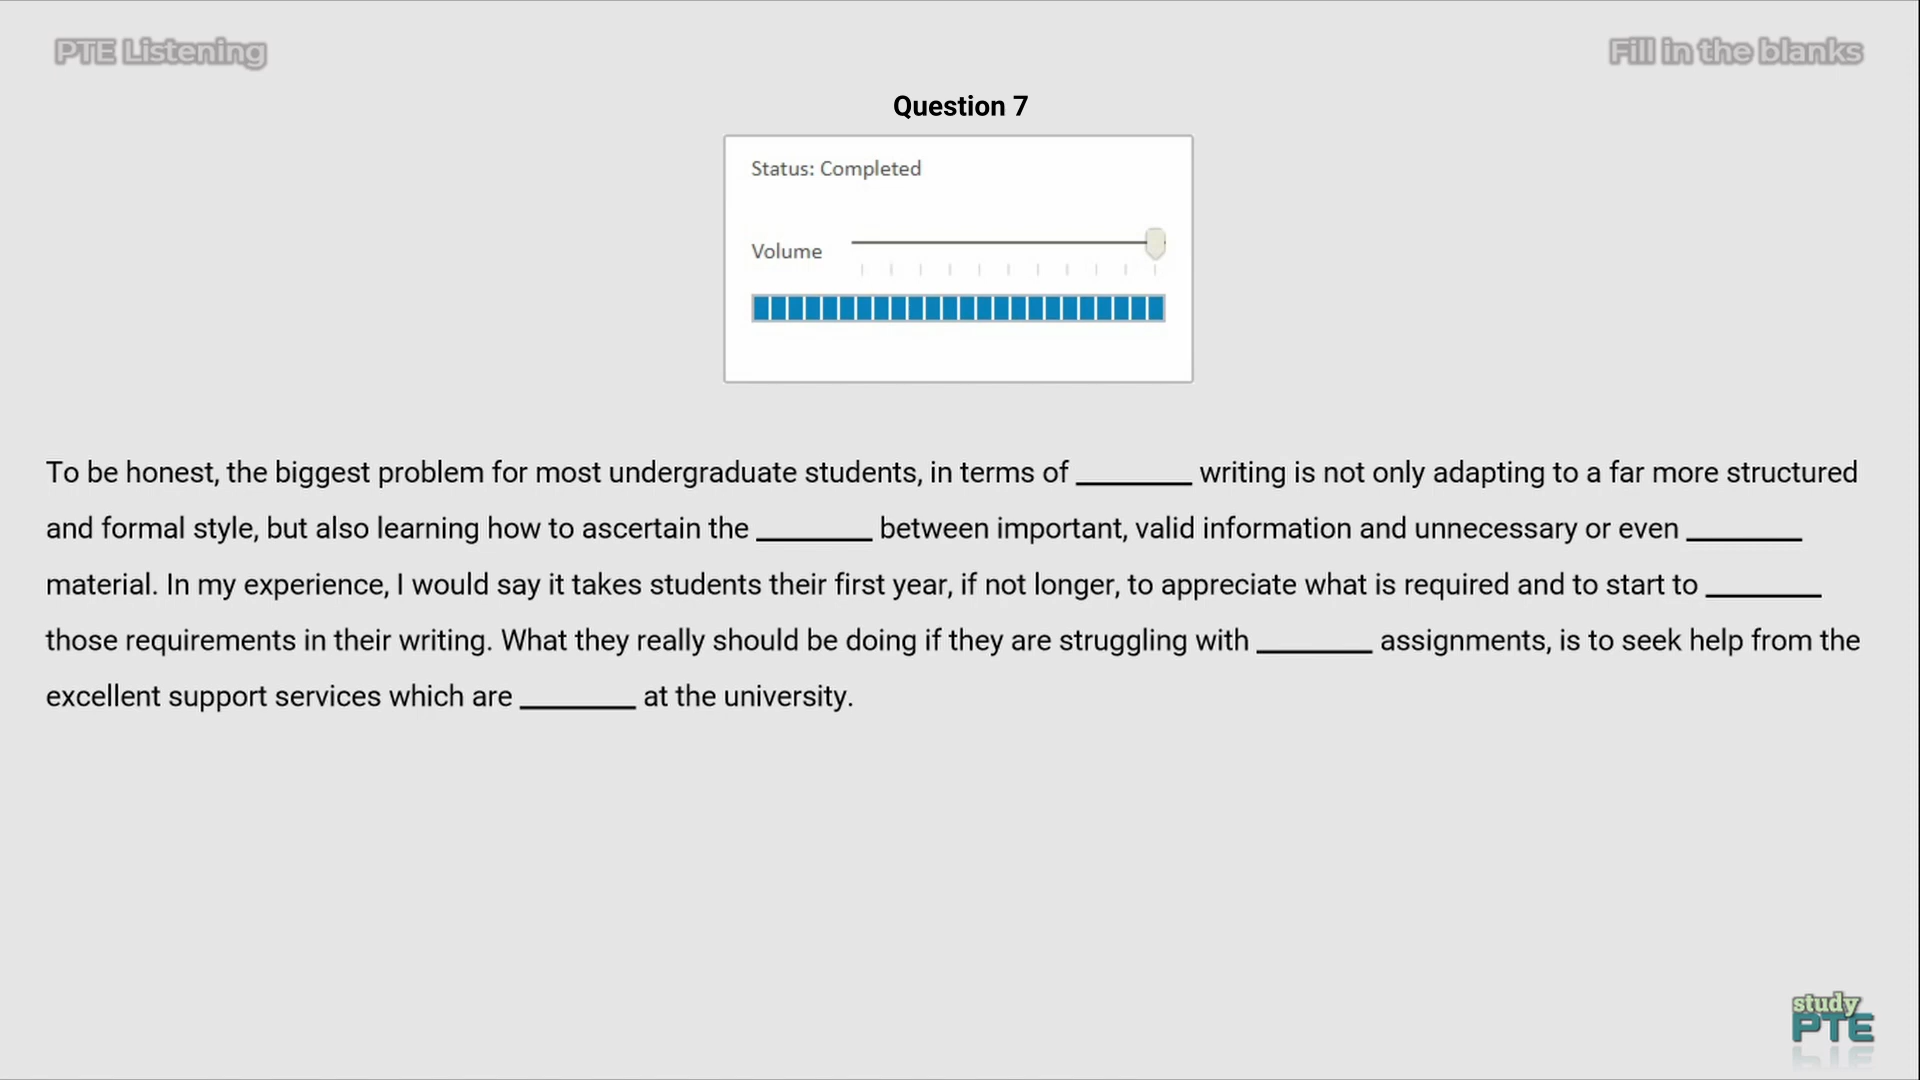 PTE Listening
Fill in the blanks
Question 7
Status: Completed
Volume
To be honest, the biggest problem for most undergraduate students, in terms of ________ writing is not only adapting to a far more structured
and formal style, but also learning how to ascertain the ________ between important, valid information and unnecessary or even ________
material. In my experience, I would say it takes students their first year, if not longer, to appreciate what is required and to start to ________
those requirements in their writing. What they really should be doing if they are struggling with ________ assignments, is to seek help from the
excellent support services which are ________ at the university.
study
PTE